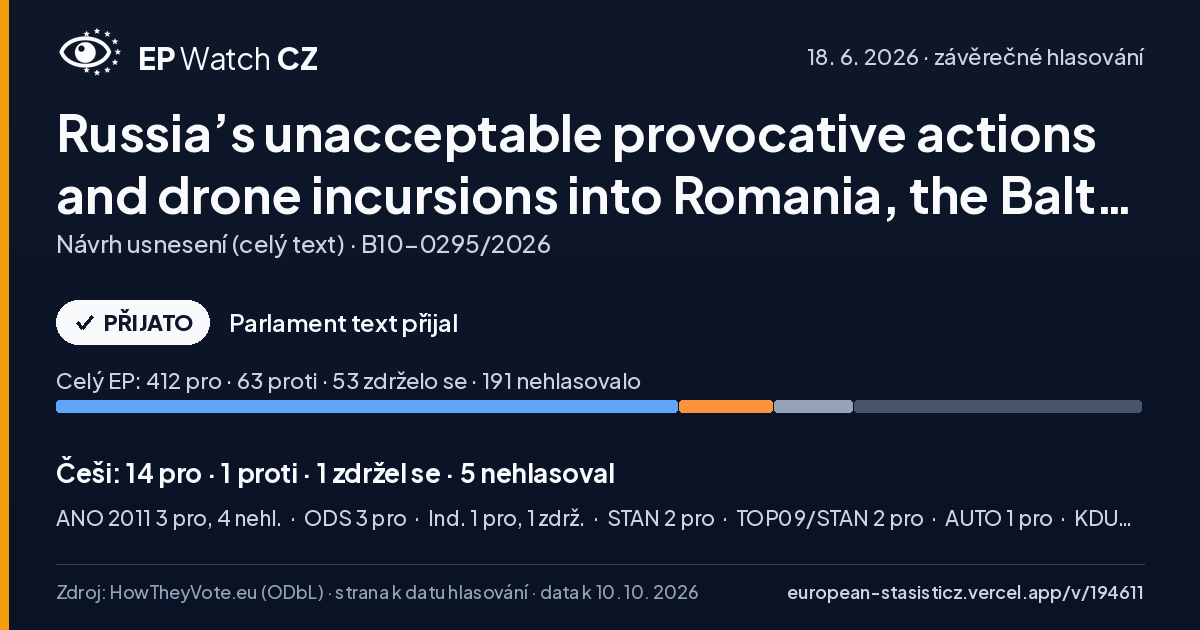 EP Watch CZ
18. 6. 2026 · závěrečné hlasování
Russia’s unacceptable provocative actions
and drone incursions into Romania, the Balt…
Návrh usnesení (celý text) · B10-0295/2026
✓ PŘIJATO Parlament text přijal
Celý EP: 412 pro · 63 proti · 53 zdrželo se · 191 nehlasovalo
Češi: 14 pro · 1 proti · 1 zdržel se · 5 nehlasoval
ANO 2011 3 pro, 4 nehl. · ODS 3 pro · Ind. 1 pro, 1 zdrž. · STAN 2 pro · TOP09/STAN 2 pro · AUTO 1 pro · KDU…
Zdroj: HowTheyVote.eu (ODbL) · strana k datu hlasování · data k 10. 10. 2026
european-stasisticz.vercel.app/v/194611